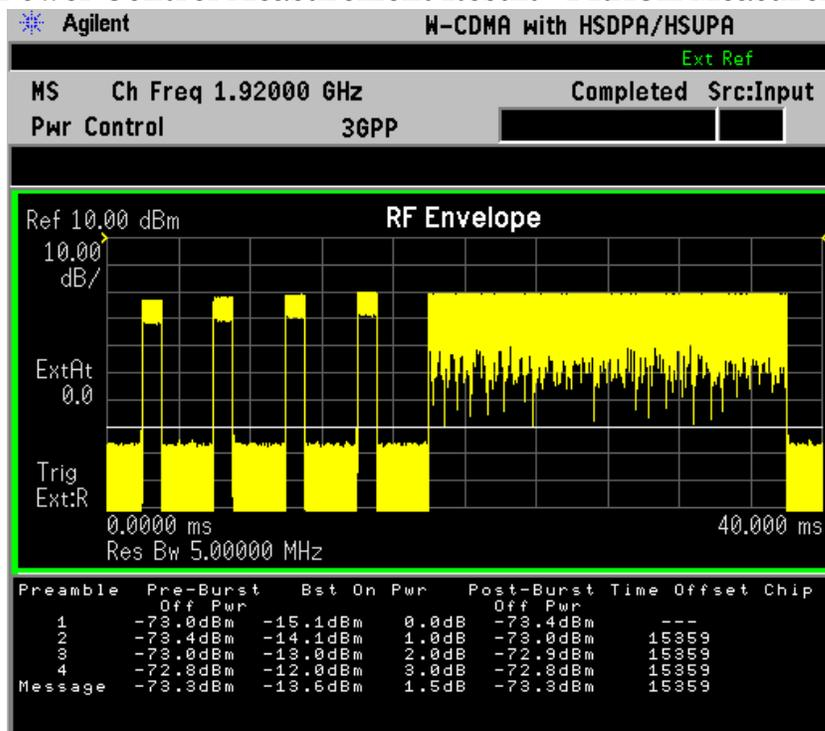 Agilent W-CDMA with HSDPA/HSUPA
Ext Ref
MS Ch Freq 1.92000 GHz Completed Src:Input
Pwr Control 3GPP
Ref 10.00 dBm RF Envelope
10.00
dB/
ExtAt
0.0
Trig
Ext:R
0.0000 ms 40.000 ms
Res Bw 5.00000 MHz
Preamble Pre-Burst Bst On Pwr Post-Burst Time Offset Chip
Off Pwr Off Pwr
1 -73.0dBm -15.1dBm 0.0dB -73.4dBm ---
2 -73.4dBm -14.1dBm 1.0dB -73.0dBm 15359
3 -73.0dBm -13.0dBm 2.0dB -72.9dBm 15359
4 -72.8dBm -12.0dBm 3.0dB -72.8dBm 15359
Message -73.3dBm -13.6dBm 1.5dB -73.3dBm 15359